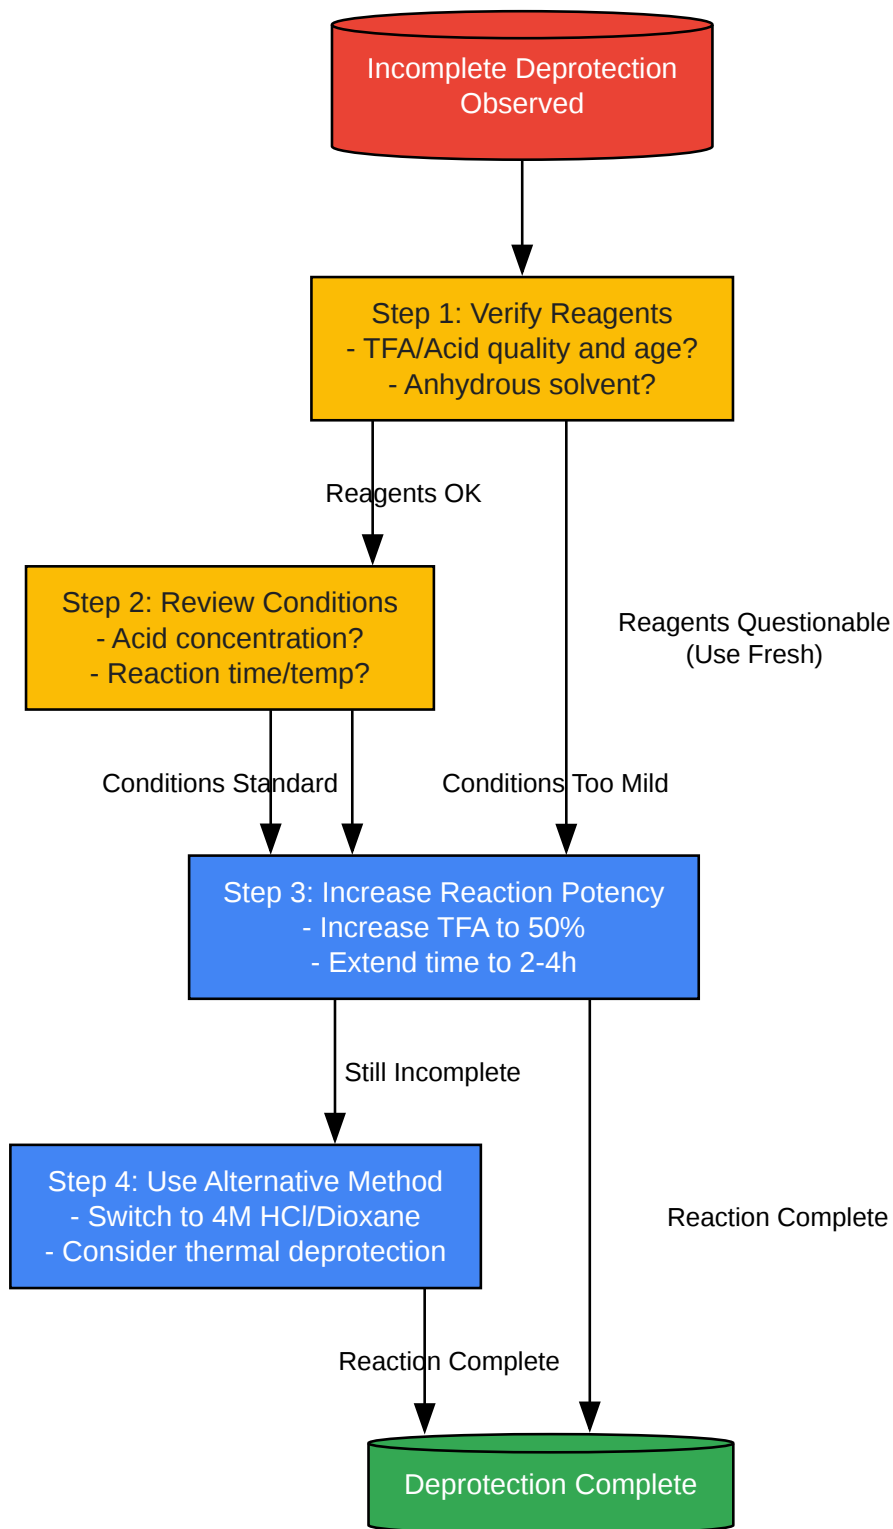 Incomplete Deprotection
Observed
Step 1: Verify Reagents
- TFA/Acid quality and age?
- Anhydrous solvent?
Reagents OK
Step 2: Review Conditions
- Acid concentration?
- Reaction time/temp?
Reagents Questionable
(Use Fresh)
Conditions Standard
Conditions Too Mild
Step 3: Increase Reaction Potency
- Increase TFA to 50%
- Extend time to 2-4h
Still Incomplete
Step 4: Use Alternative Method
- Switch to 4M HCl/Dioxane
- Consider thermal deprotection
Reaction Complete
Reaction Complete
Deprotection Complete